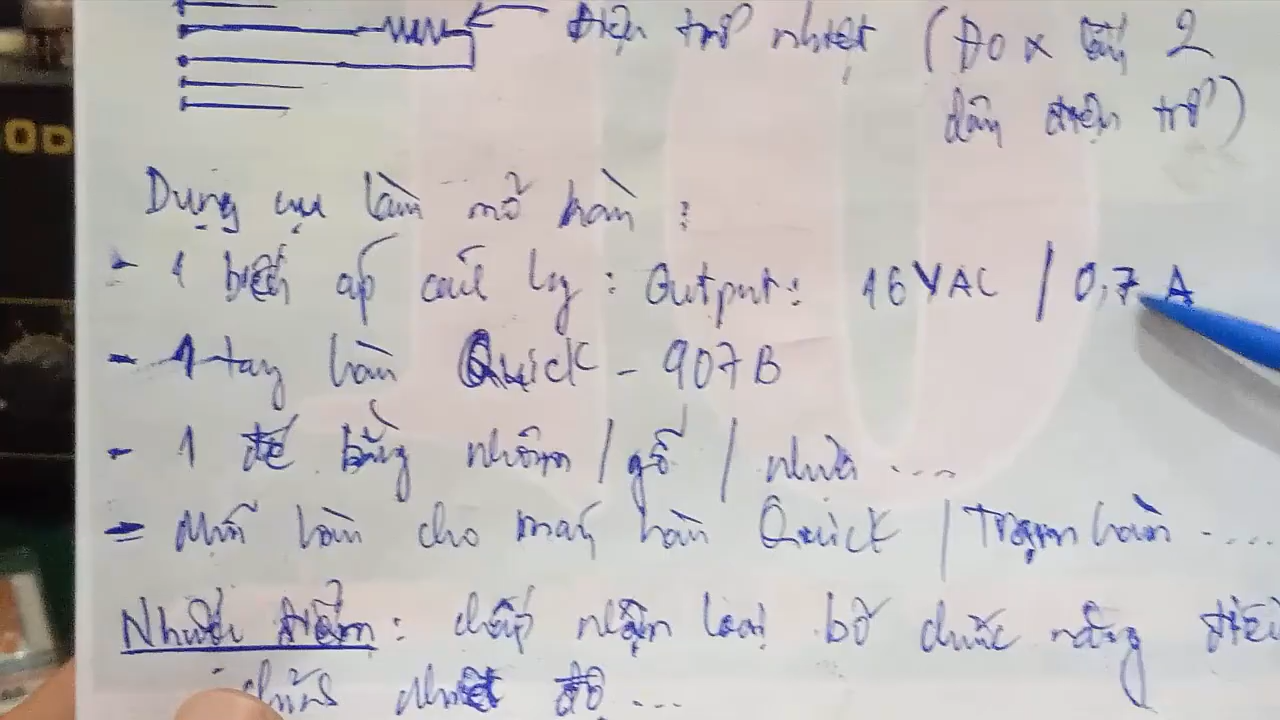 Điện trở nhiệt (Đo x lấy 2
dây điện trở)
Dụng cụ làm mỏ hàn :
- 1 biến áp cách ly : Output: 16VAC / 0,7 A
- 1 tay hàn Quick - 907B
- 1 đế bằng nhôm / gỗ / nhựa ....
- Mũi hàn cho máy hàn Quick / Trạm hàn ....
Nhược điểm : chấp nhận loại bỏ chức năng điều
chỉnh nhiệt độ ...